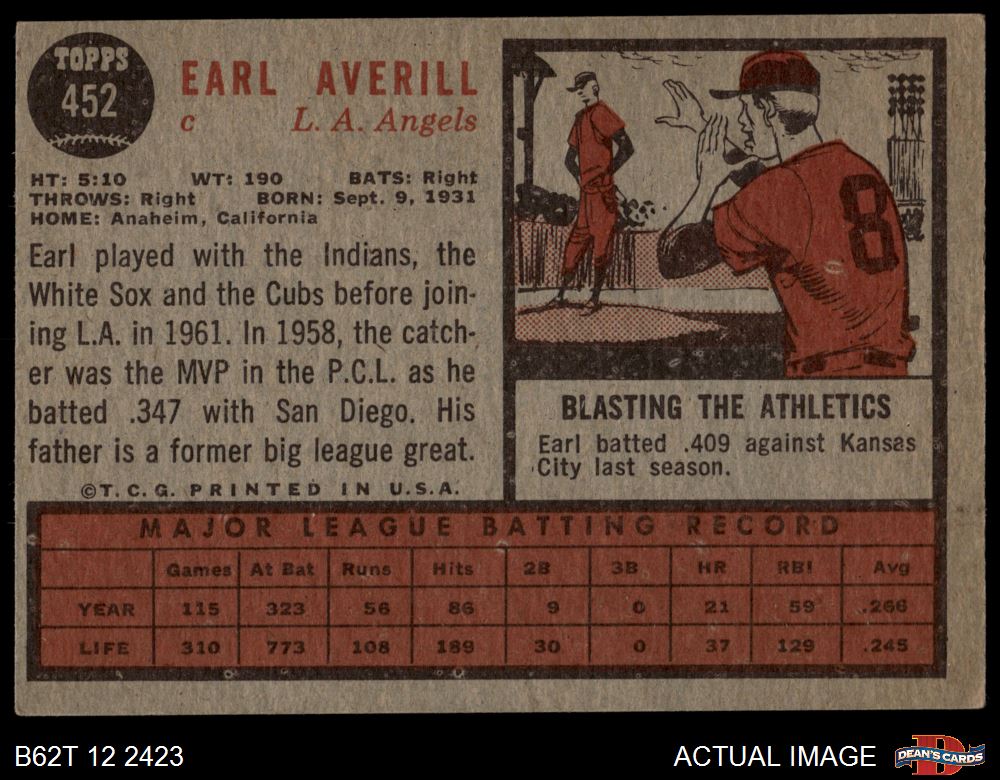 TOPPS
452
EARL AVERILL
c L. A. Angels
HT: 5:10 WT: 190 BATS: Right
THROWS: Right BORN: Sept. 9, 1931
HOME: Anaheim, California
Earl played with the Indians, the
White Sox and the Cubs before join-
ing L.A. in 1961. In 1958, the catch-
er was the MVP in the P.C.L. as he
batted .347 with San Diego. His
father is a former big league great.
©T. C. G. PRINTED IN U.S.A.
8
BLASTING THE ATHLETICS
Earl batted .409 against Kansas
City last season.
MAJOR LEAGUE BATTING RECORD
Games At Bat Runs Hits 2B 3B HR RBI Avg
YEAR 115 323 56 86 9 0 21 59 .266
LIFE 310 773 108 189 30 0 37 129 .245
B62T 12 2423
ACTUAL IMAGE
D
DEAN'S CARDS